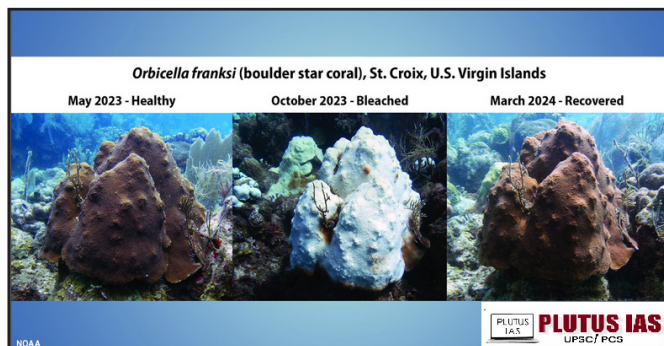 Orbicella franksi (boulder star coral), St. Croix, U.S. Virgin Islands
May 2023 - Healthy
October 2023 - Bleached
March 2024 - Recovered
NOAA
PLUTUS
IAS
PLUTUS IAS
UPSC/ PCS